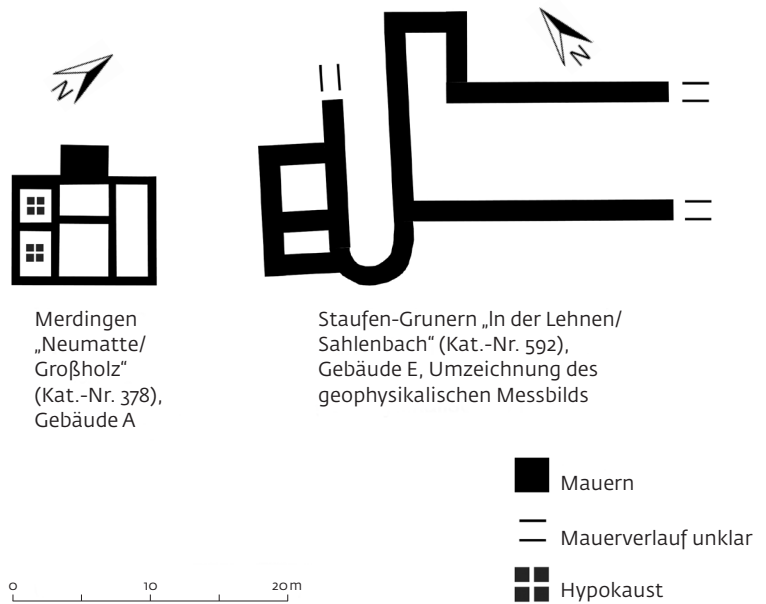 N
N
Merdingen
„Neumatte/
Großholz“
(Kat.-Nr. 378),
Gebäude A
Staufen-Grunern „In der Lehnen/
Sahlenbach“ (Kat.-Nr. 592),
Gebäude E, Umzeichnung des
geophysikalischen Messbilds
Mauern
Mauerverlauf unklar
Hypokaust
0 10 20 m